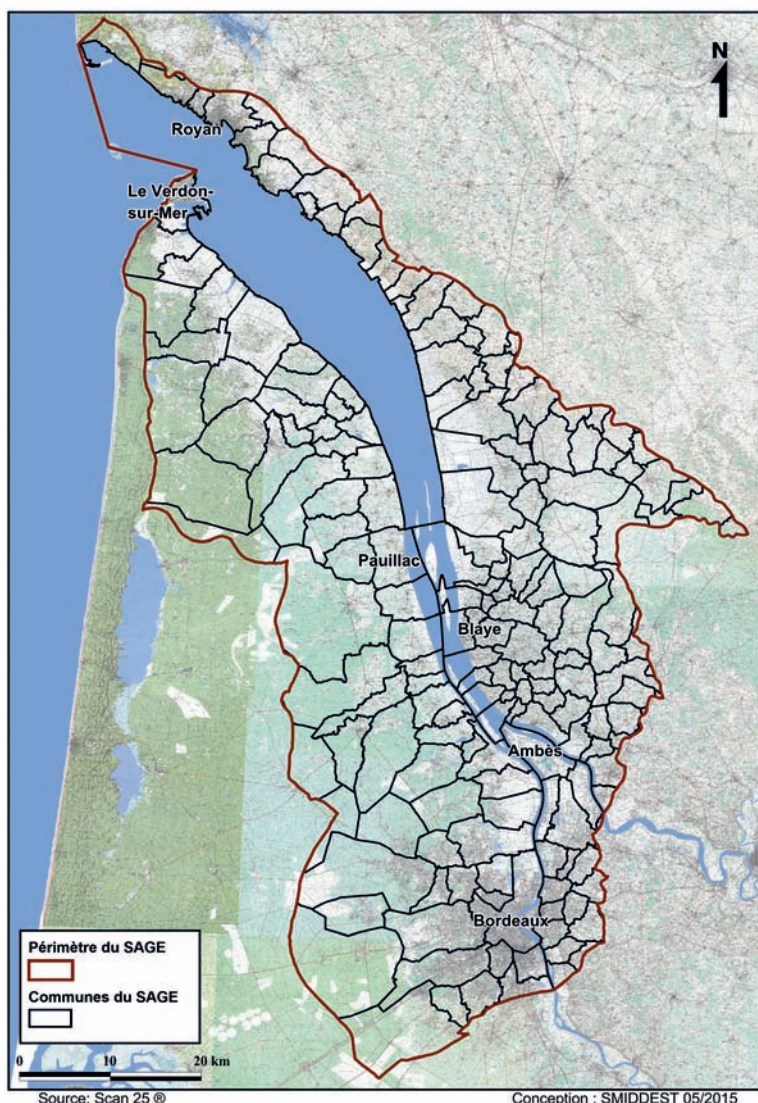 N
Royan
Le Verdon-
sur-Mer
Pauillac
Blaye
Ambès
Bordeaux
Périmètre du SAGE
Communes du SAGE
0 10 20 km
Source: Scan 25 ®
Conception : SMIDDEST 05/2015